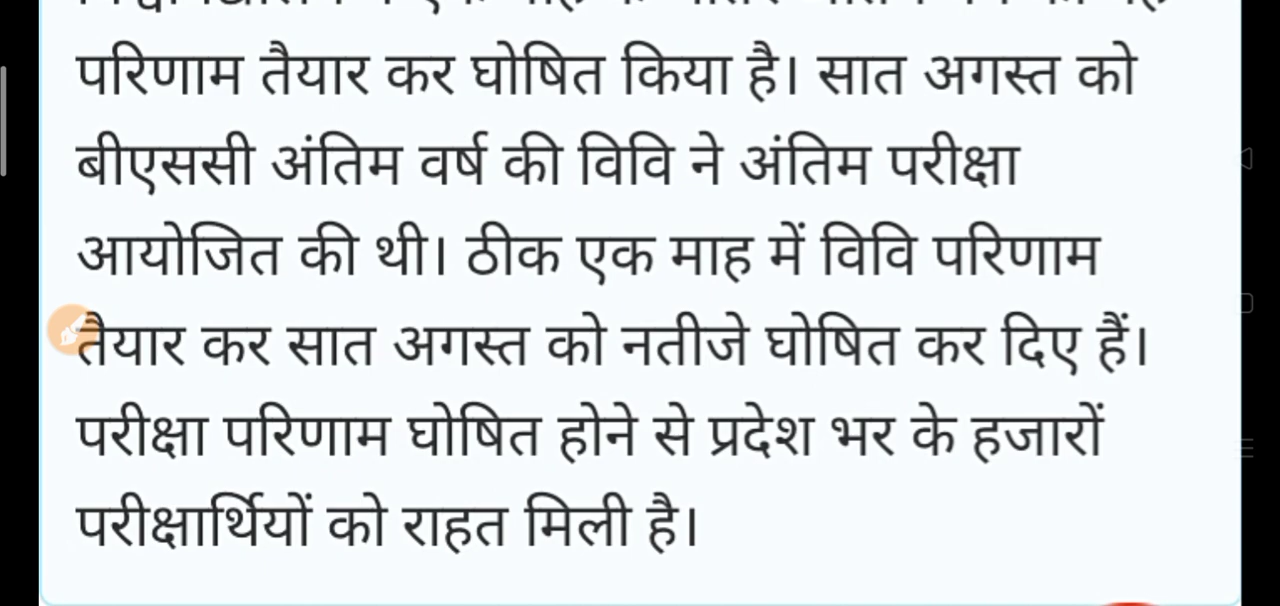 परिणाम तैयार कर घोषित किया है। सात अगस्त को
बीएससी अंतिम वर्ष की विवि ने अंतिम परीक्षा
आयोजित की थी। ठीक एक माह में विवि परिणाम
तैयार कर सात अगस्त को नतीजे घोषित कर दिए हैं।
परीक्षा परिणाम घोषित होने से प्रदेश भर के हजारों
परीक्षार्थियों को राहत मिली है।